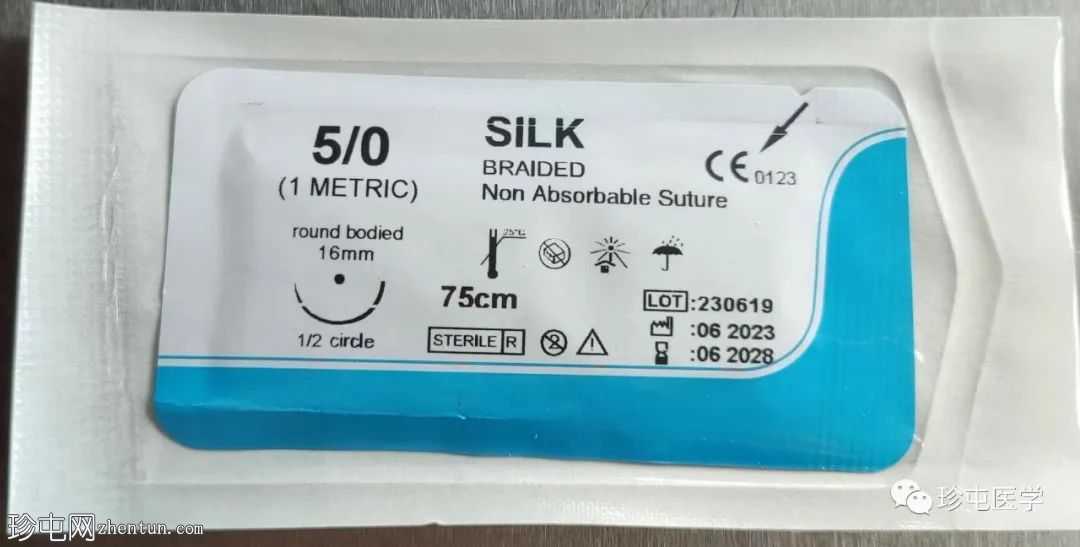 5/0
(1 METRIC)
SILK
BRAIDED
Non Absorbable Suture
CE 0123
round bodied
16mm
1/2 circle
25°C
75cm
STERILE R
2
LOT :230619
:06 2023
:06 2028
珍屯医学
珍屯网zhentun.com